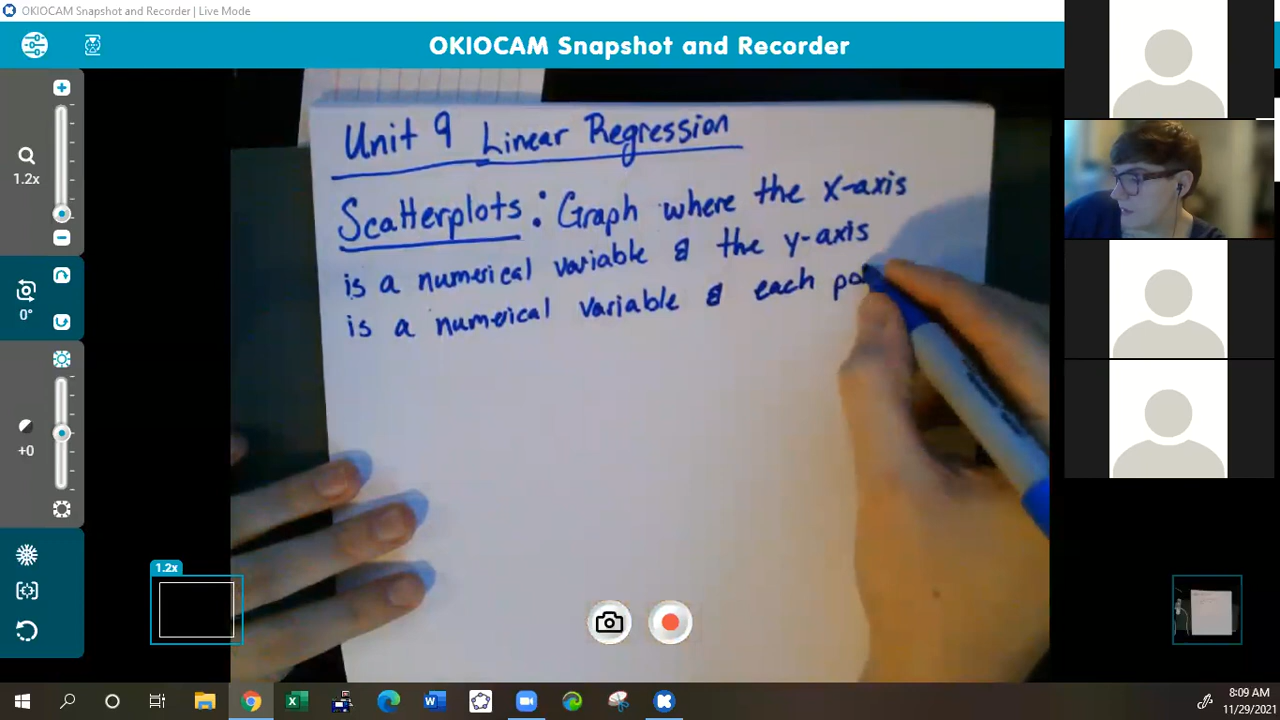 OKIOCAM Snapshot and Recorder | Live Mode
OKIOCAM Snapshot and Recorder
Unit 9 Linear Regression
Scatterplots: Graph where the x-axis
is a numerical variable & the y-axis
is a numerical variable & each po
1.2x
0°
+0
1.2x
8:09 AM
11/29/2021